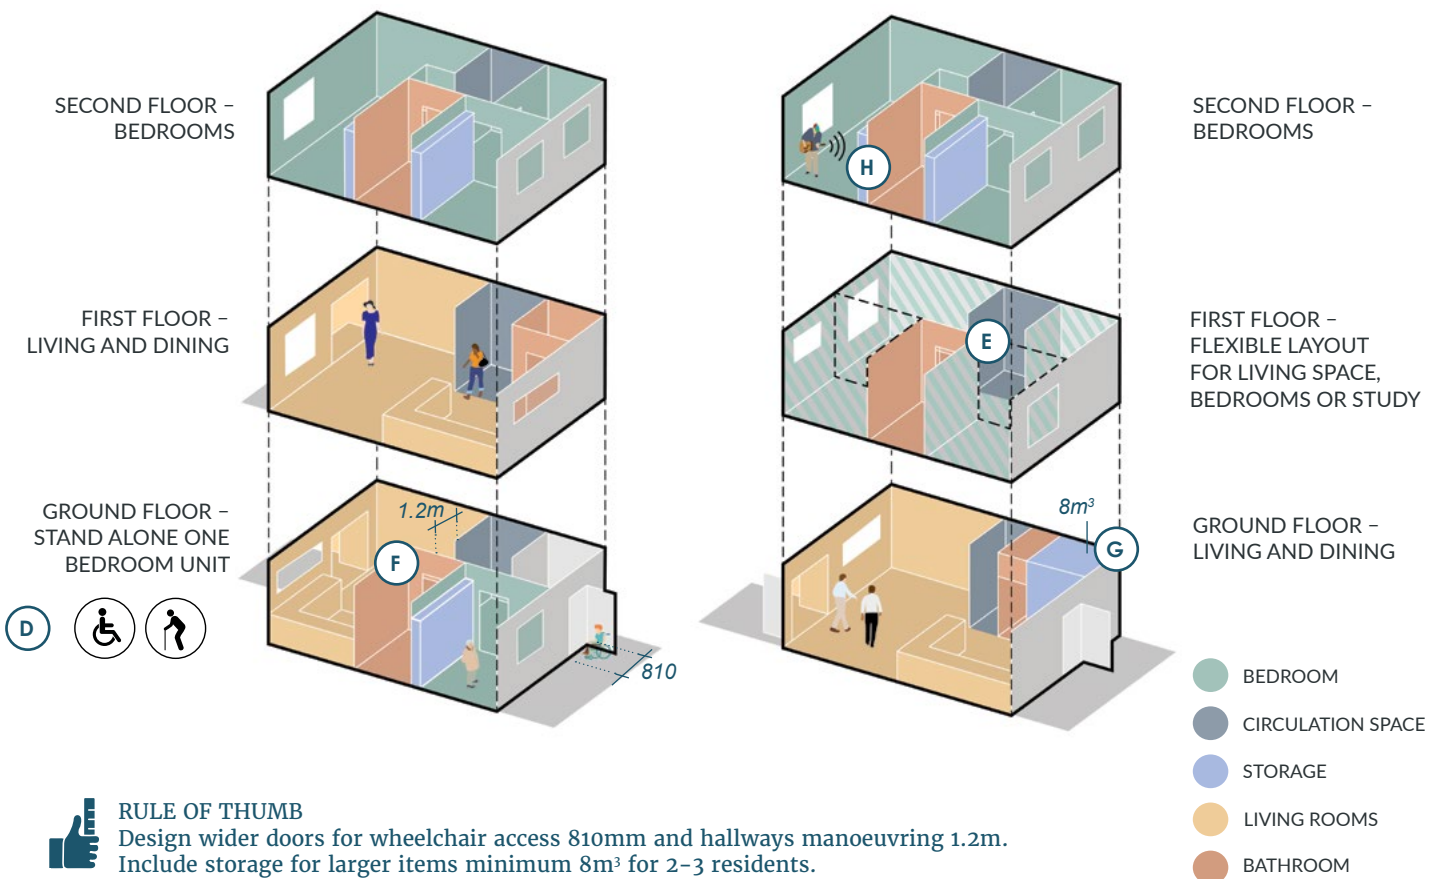 SECOND FLOOR –
BEDROOMS
FIRST FLOOR –
LIVING AND DINING
GROUND FLOOR –
STAND ALONE ONE
BEDROOM UNIT
D
1.2m
F
810
H
E
8m³
G
SECOND FLOOR –
BEDROOMS
FIRST FLOOR –
FLEXIBLE LAYOUT
FOR LIVING SPACE,
BEDROOMS OR STUDY
GROUND FLOOR –
LIVING AND DINING
BEDROOM
CIRCULATION SPACE
STORAGE
LIVING ROOMS
BATHROOM
RULE OF THUMB
Design wider doors for wheelchair access 810mm and hallways manoeuvring 1.2m.
Include storage for larger items minimum 8m³ for 2-3 residents.